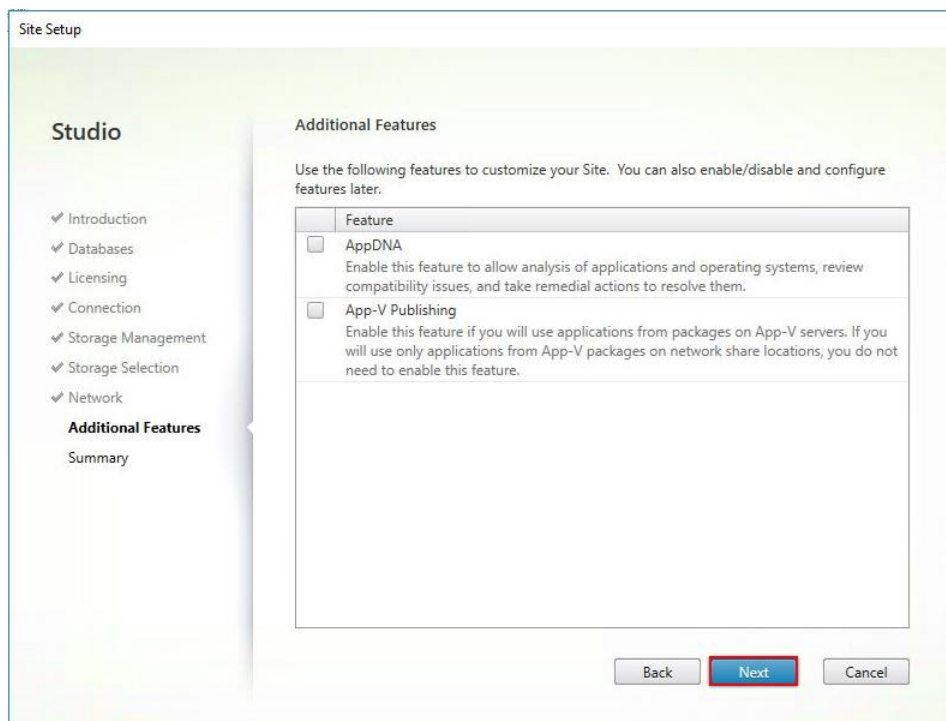 Site Setup
Studio
Introduction
Databases
Licensing
Connection
Storage Management
Storage Selection
Network
Additional Features
Summary
Additional Features
Use the following features to customize your Site. You can also enable/disable and configure
features later.
Feature
AppDNA
Enable this feature to allow analysis of applications and operating systems, review
compatibility issues, and take remedial actions to resolve them.
App-V Publishing
Enable this feature if you will use applications from packages on App-V servers. If you
will use only applications from App-V packages on network share locations, you do not
need to enable this feature.
Back Next Cancel